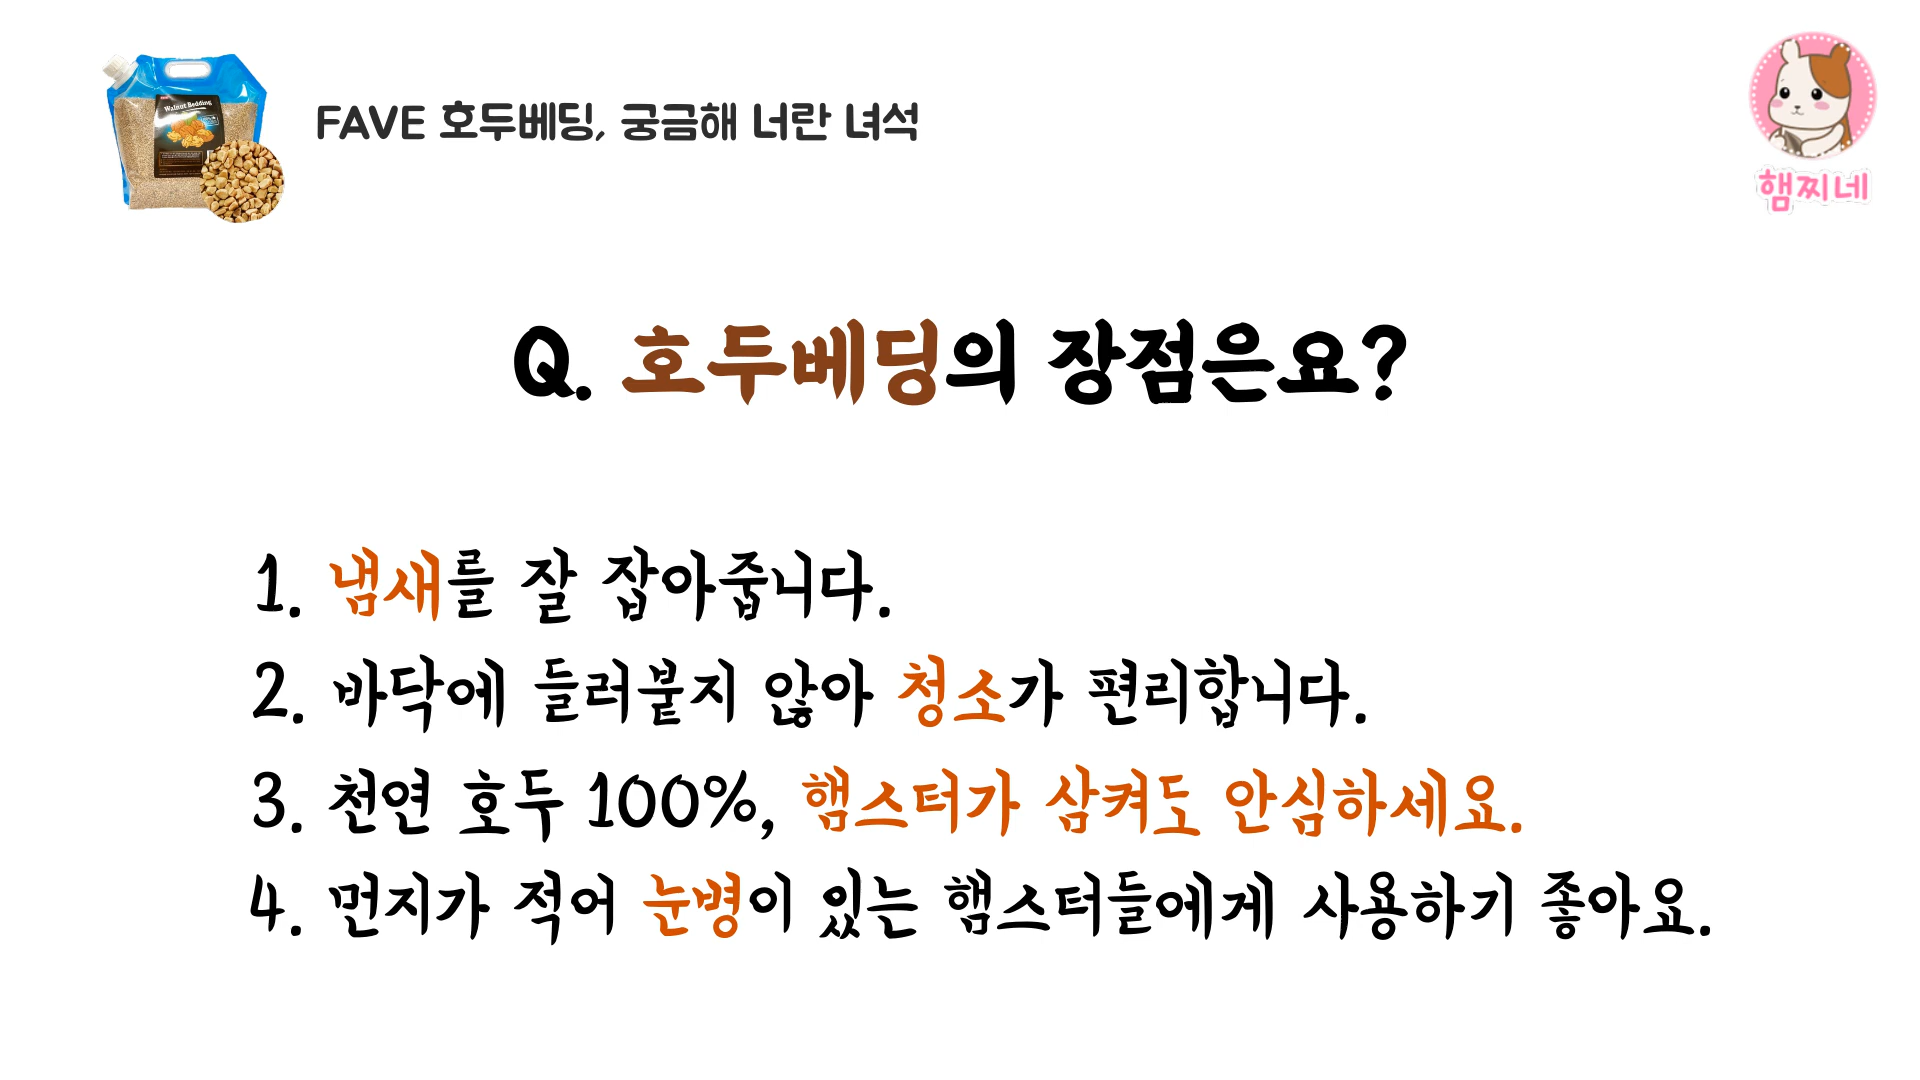 Walnut Bedding
FAVE 호두베딩, 궁금해 너란 녀석
햄찌네
Q. 호두베딩의 장점은요?
1. 냄새를 잘 잡아줍니다.
2. 바닥에 들러붙지 않아 청소가 편리합니다.
3. 천연 호두 100%, 햄스터가 삼켜도 안심하세요.
4. 먼지가 적어 눈병이 있는 햄스터들에게 사용하기 좋아요.